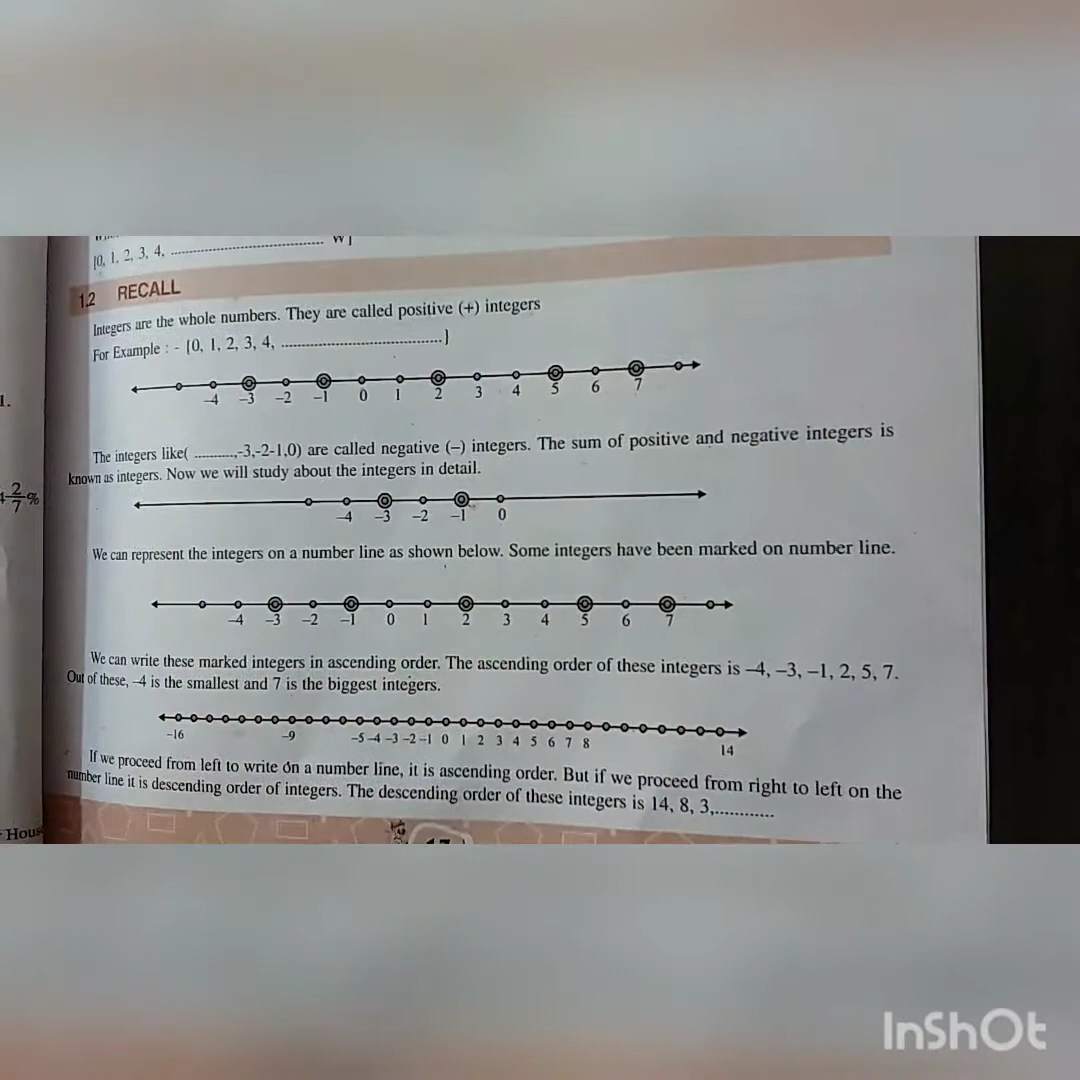 [0, 1, 2, 3, 4, ............................................ W]
1.2 RECALL
Integers are the whole numbers. They are called positive (+) integers
For Example : - [0, 1, 2, 3, 4, ..........................................]
–4 –3 –2 –1 0 1 2 3 4 5 6 7
The integers like( ..........,-3,-2-1,0) are called negative (–) integers. The sum of positive and negative integers is
known as integers. Now we will study about the integers in detail.
–4 –3 –2 –1 0
We can represent the integers on a number line as shown below. Some integers have been marked on number line.
–4 –3 –2 –1 0 1 2 3 4 5 6 7
We can write these marked integers in ascending order. The ascending order of these integers is –4, –3, –1, 2, 5, 7.
Out of these, –4 is the smallest and 7 is the biggest integers.
–16 –9 –5 –4 –3 –2 –1 0 1 2 3 4 5 6 7 8 14
If we proceed from left to write on a number line, it is ascending order. But if we proceed from right to left on the
number line it is descending order of integers. The descending order of these integers is 14, 8, 3,............
1.
2/7%
InShOt